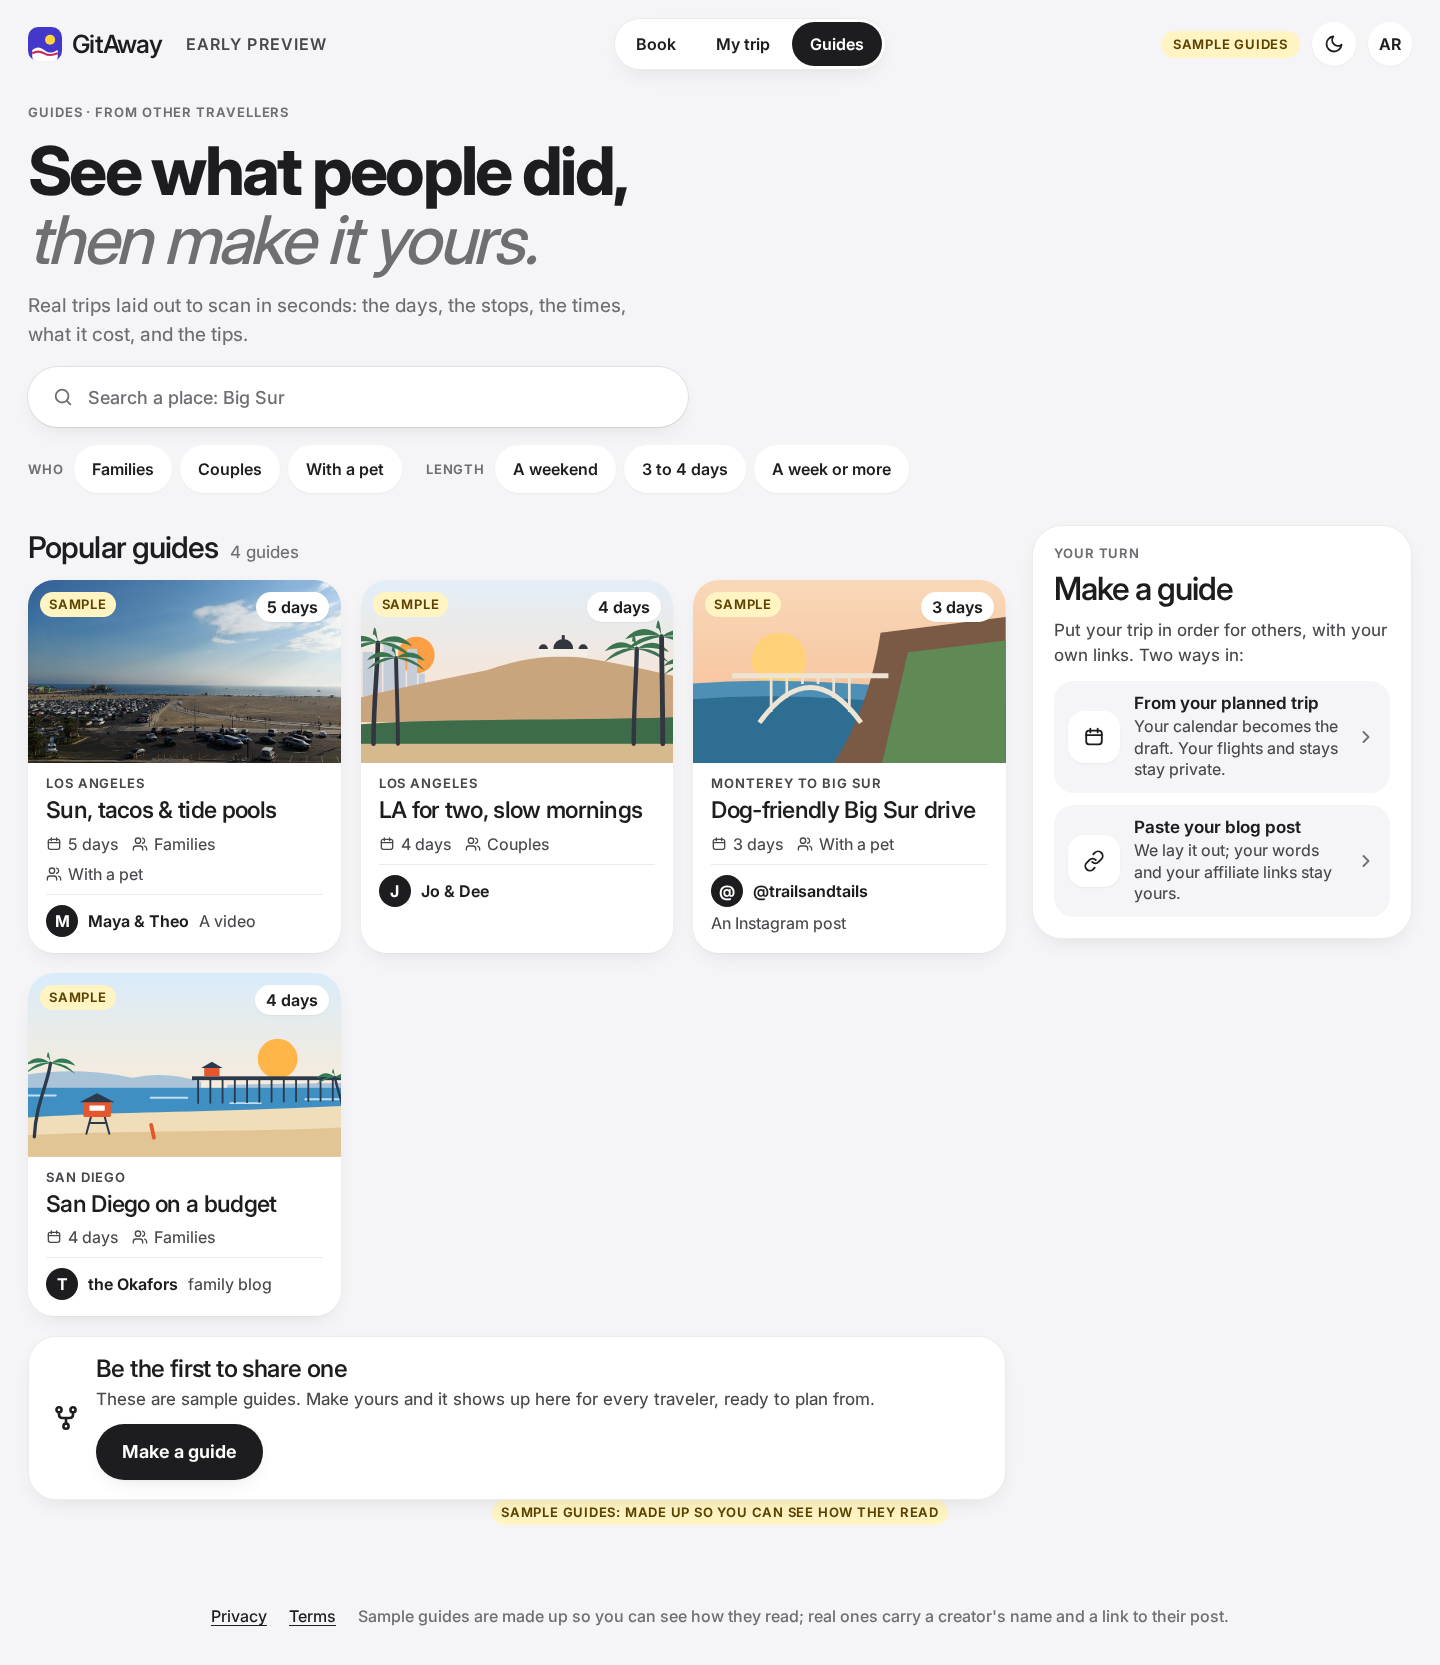 GitAway
EARLY PREVIEW
Book
My trip
Guides
SAMPLE GUIDES
AR
GUIDES · FROM OTHER TRAVELLERS
See what people did,
then make it yours.
Real trips laid out to scan in seconds: the days, the stops, the times,
what it cost, and the tips.
Search a place: Big Sur
WHO
Families
Couples
With a pet
LENGTH
A weekend
3 to 4 days
A week or more
Popular guides
4 guides
SAMPLE
5 days
LOS ANGELES
Sun, tacos & tide pools
5 days
Families
With a pet
M
Maya & Theo
A video
SAMPLE
4 days
LOS ANGELES
LA for two, slow mornings
4 days
Couples
J
Jo & Dee
SAMPLE
3 days
MONTEREY TO BIG SUR
Dog-friendly Big Sur drive
3 days
With a pet
@
@trailsandtails
An Instagram post
YOUR TURN
Make a guide
Put your trip in order for others, with your
own links. Two ways in:
From your planned trip
Your calendar becomes the
draft. Your flights and stays
stay private.
Paste your blog post
We lay it out; your words
and your affiliate links stay
yours.
SAMPLE
4 days
SAN DIEGO
San Diego on a budget
4 days
Families
T
the Okafors
family blog
Be the first to share one
These are sample guides. Make yours and it shows up here for every traveler, ready to plan from.
Make a guide
SAMPLE GUIDES: MADE UP SO YOU CAN SEE HOW THEY READ
Privacy
Terms
Sample guides are made up so you can see how they read; real ones carry a creator's name and a link to their post.